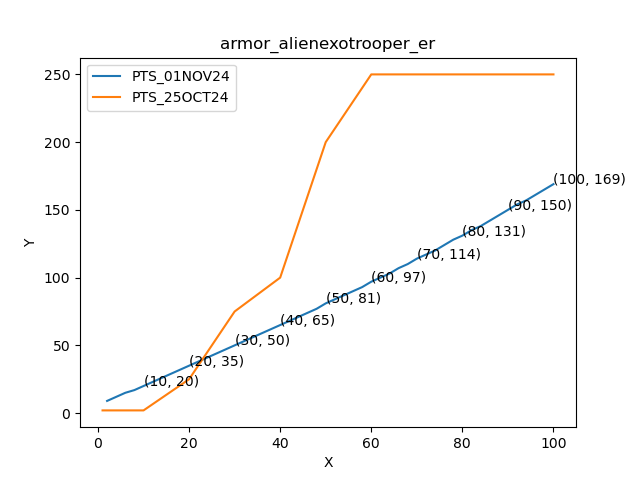 armor_alienexotrooper_er
PTS_01NOV24
PTS_25OCT24
250
200
150
100
50
0
Y
(100, 169)
(90, 150)
(80, 131)
(70, 114)
(60, 97)
(50, 81)
(40, 65)
(30, 50)
(20, 35)
(10, 20)
0 20 40 60 80 100
X